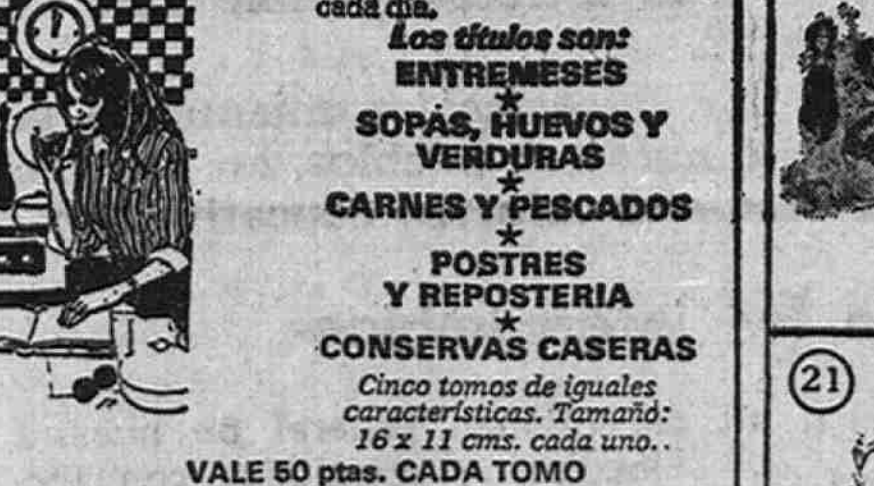 cada día.
Los títulos son:
ENTREMESES
★
SOPAS, HUEVOS Y
VERDURAS
★
CARNES Y PESCADOS
★
POSTRES
Y REPOSTERIA
★
CONSERVAS CASERAS
Cinco tomos de iguales
características. Tamaño:
16 x 11 cms. cada uno..
VALE 50 ptas. CADA TOMO
21